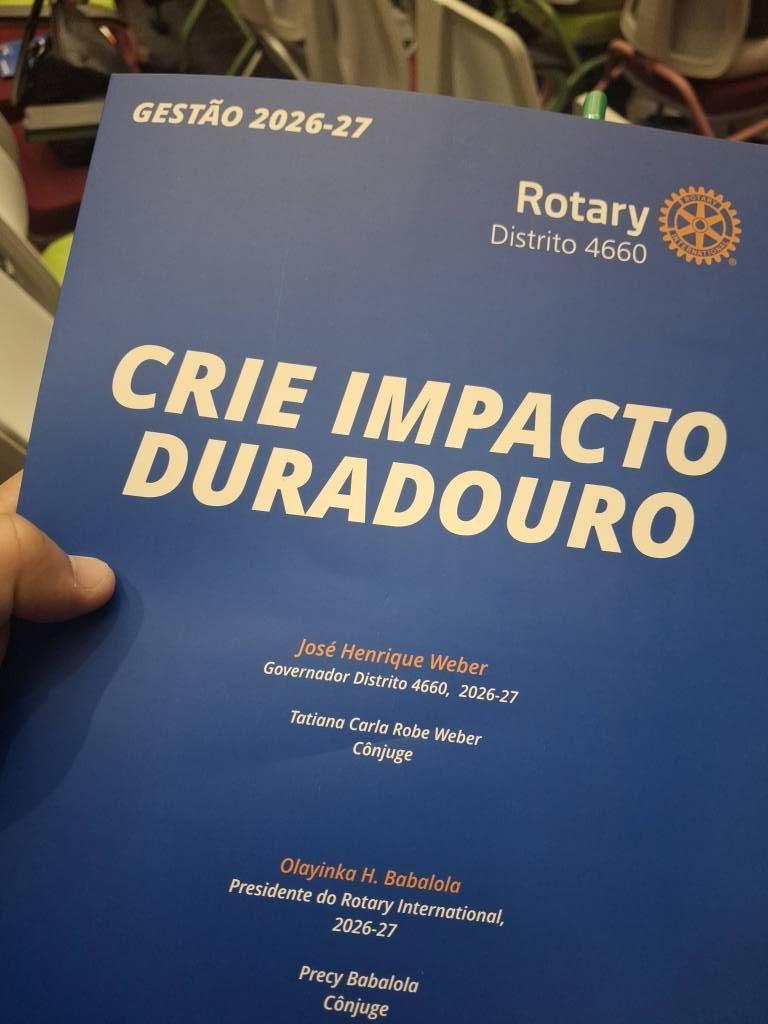 GESTÃO 2026-27
Rotary
Distrito 4660
ROTARY
INTERNATIONAL
CRIE IMPACTO
DURADOURO
José Henrique Weber
Governador Distrito 4660, 2026-27
Tatiana Carla Robe Weber
Cônjuge
Olayinka H. Babalola
Presidente do Rotary International,
2026-27
Precy Babalola
Cônjuge